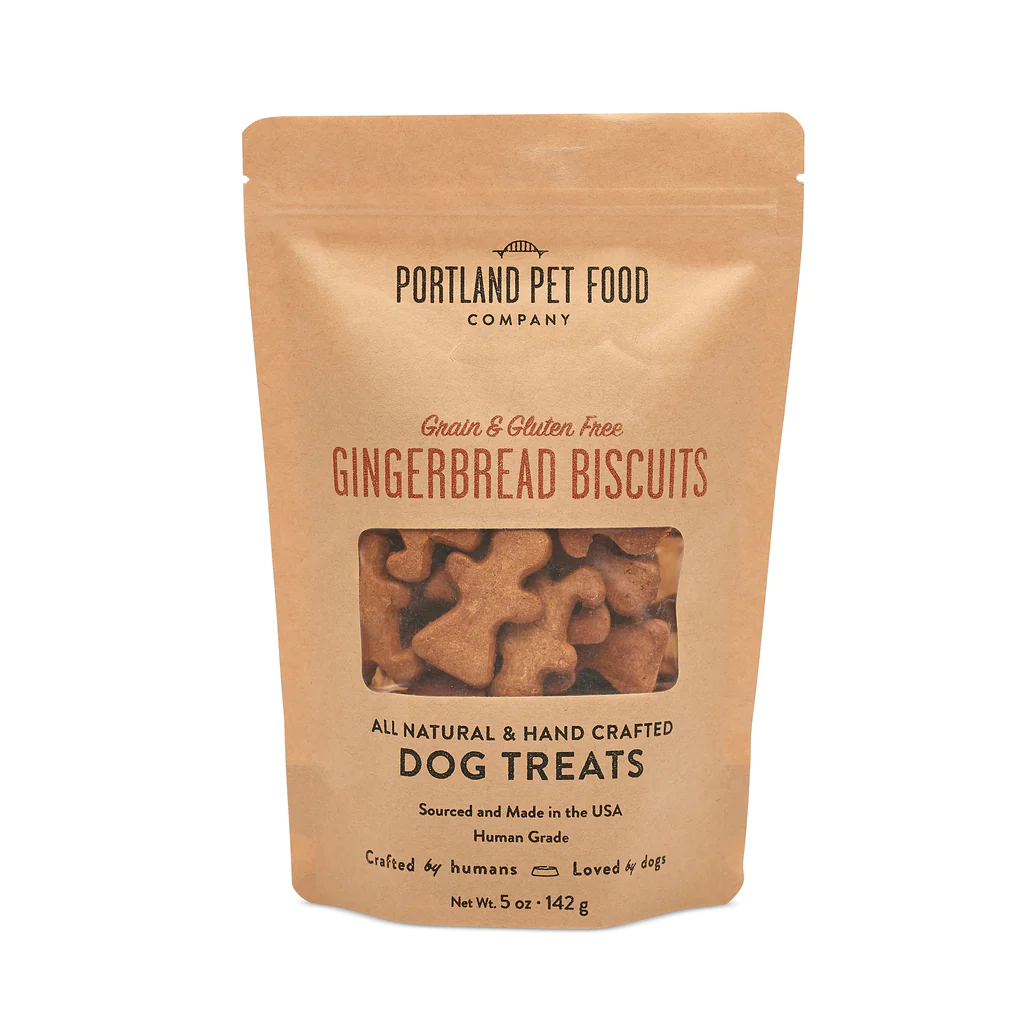 PORTLAND PET FOOD
COMPANY
Grain & Gluten Free
GINGERBREAD BISCUITS
ALL NATURAL & HAND CRAFTED
DOG TREATS
Sourced and Made in the USA
Human Grade
Crafted by humans Loved by dogs
Net Wt. 5 oz · 142 g